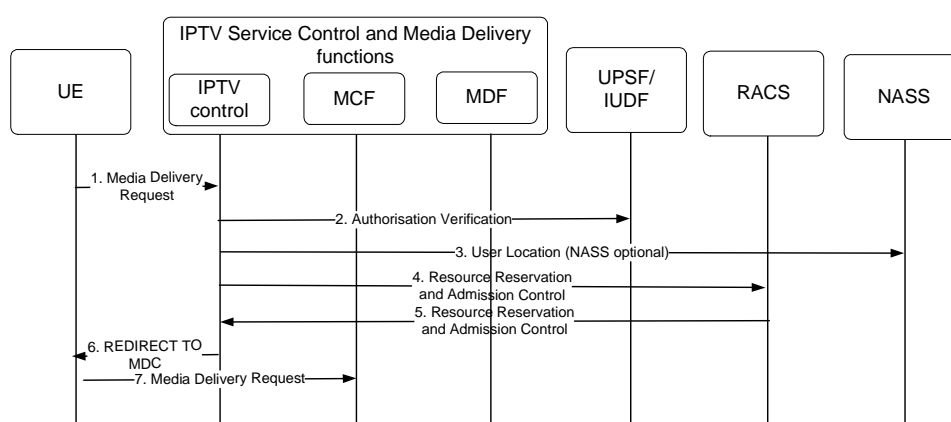 IPTV Service Control and Media Delivery
functions
UE
IPTV
control
MCF
MDF
UPSF/
IUDF
RACS
NASS
1. Media Delivery
Request
2. Authorisation Verification
3. User Location (NASS optional)
4. Resource Reservation
and Admission Control
5. Resource Reservation
and Admission Control
6. REDIRECT TO
MDC
7. Media Delivery Request